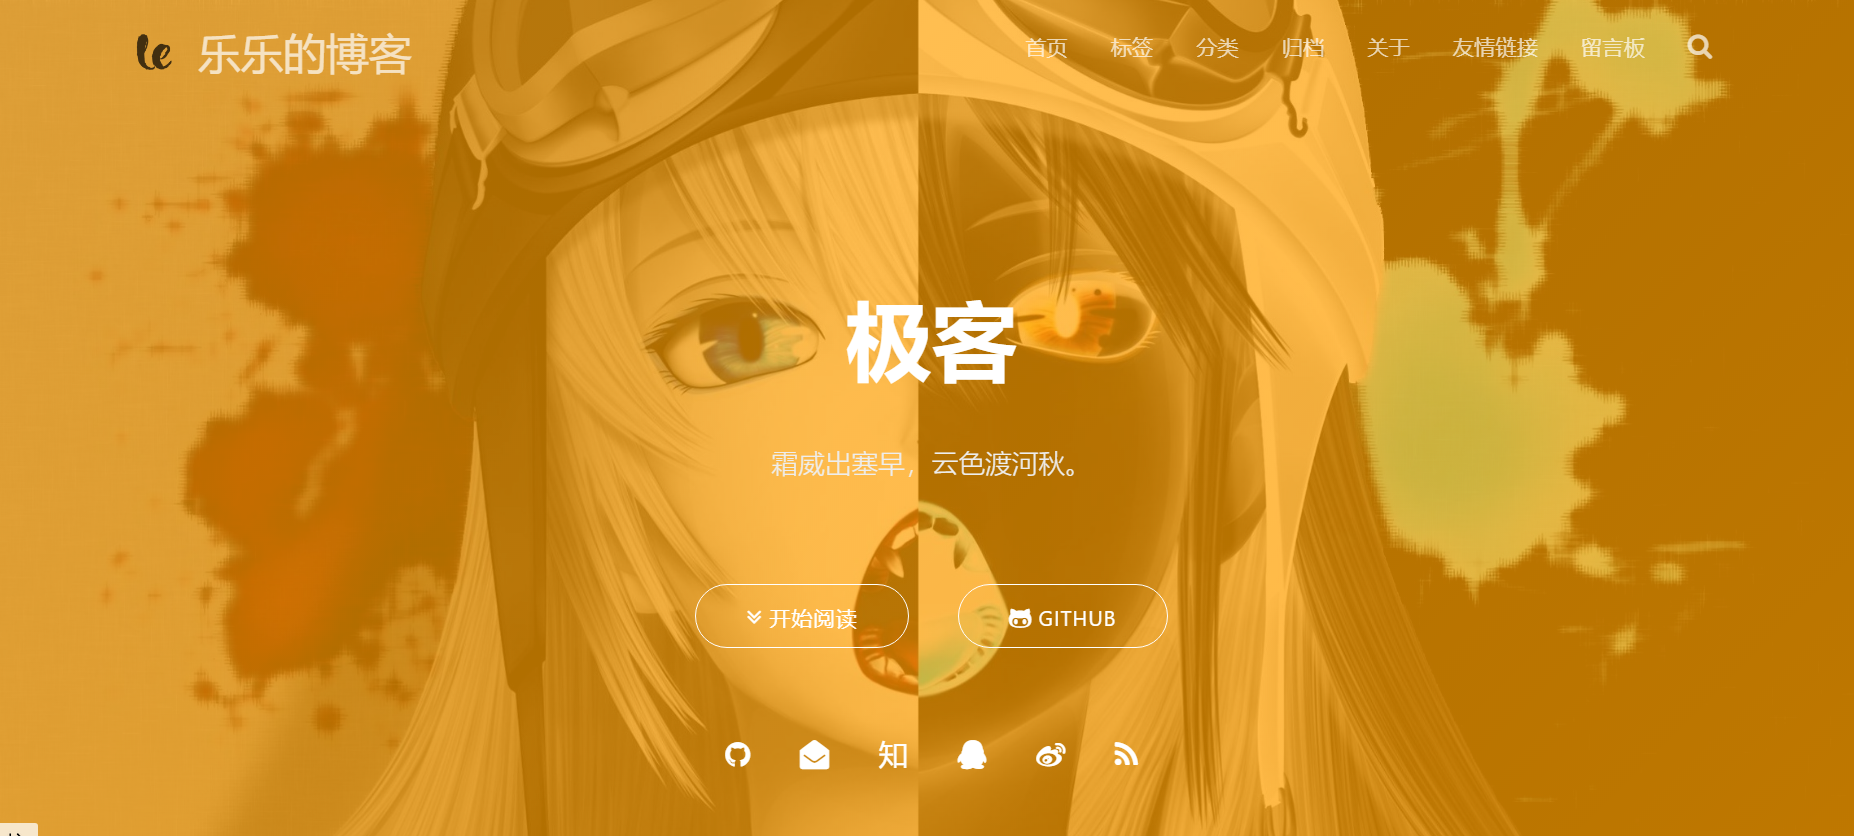 le 乐乐的博客
首页 标签 分类 归档 关于 友情链接 留言板
极客
霜威出塞早，云色渡河秋。
开始阅读 GITHUB
知